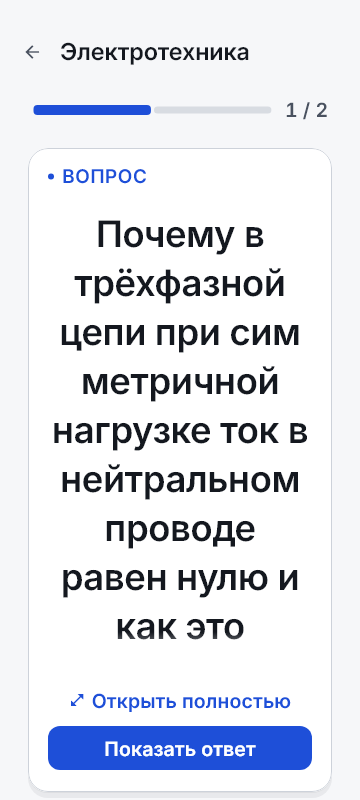 Электротехника
1 / 2
• ВОПРОС
Почему в
трёхфазной
цепи при сим
метричной
нагрузке ток в
нейтральном
проводе
равен нулю и
как это
Открыть полностью
Показать ответ